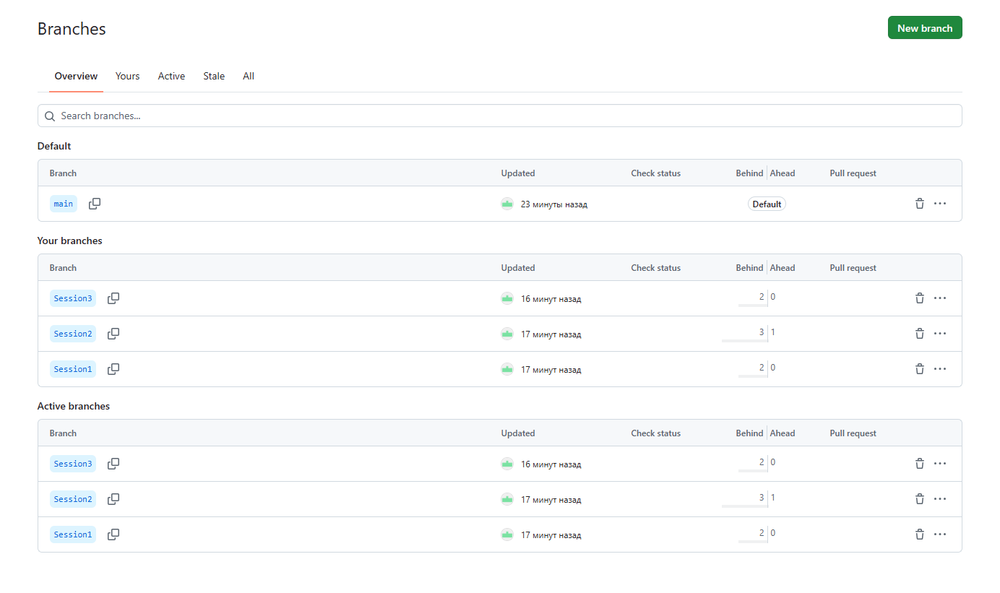 Branches
New branch
Overview Yours Active Stale All
Search branches...
Default
Branch Updated Check status Behind Ahead Pull request
main 23 минуты назад Default
Your branches
Branch Updated Check status Behind Ahead Pull request
Session3 16 минут назад 2 0
Session2 17 минут назад 3 1
Session1 17 минут назад 2 0
Active branches
Branch Updated Check status Behind Ahead Pull request
Session3 16 минут назад 2 0
Session2 17 минут назад 3 1
Session1 17 минут назад 2 0